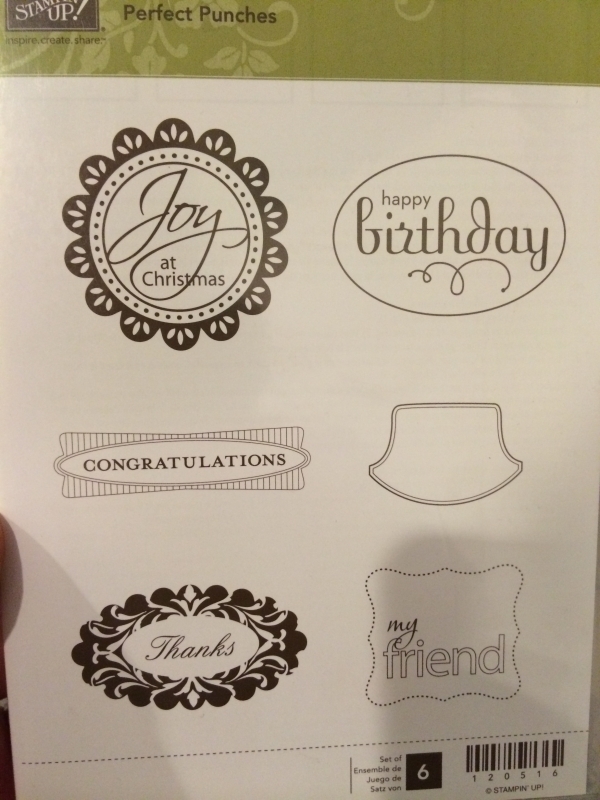 STAMPIN' UP!
inspire.create.share.™
Perfect Punches
Joy
at
Christmas
happy
birthday
CONGRATULATIONS
Thanks
my
friend
Set of
Ensemble de
Juego de
Satz von
6
1 2 0 5 1 6
© STAMPIN' UP!